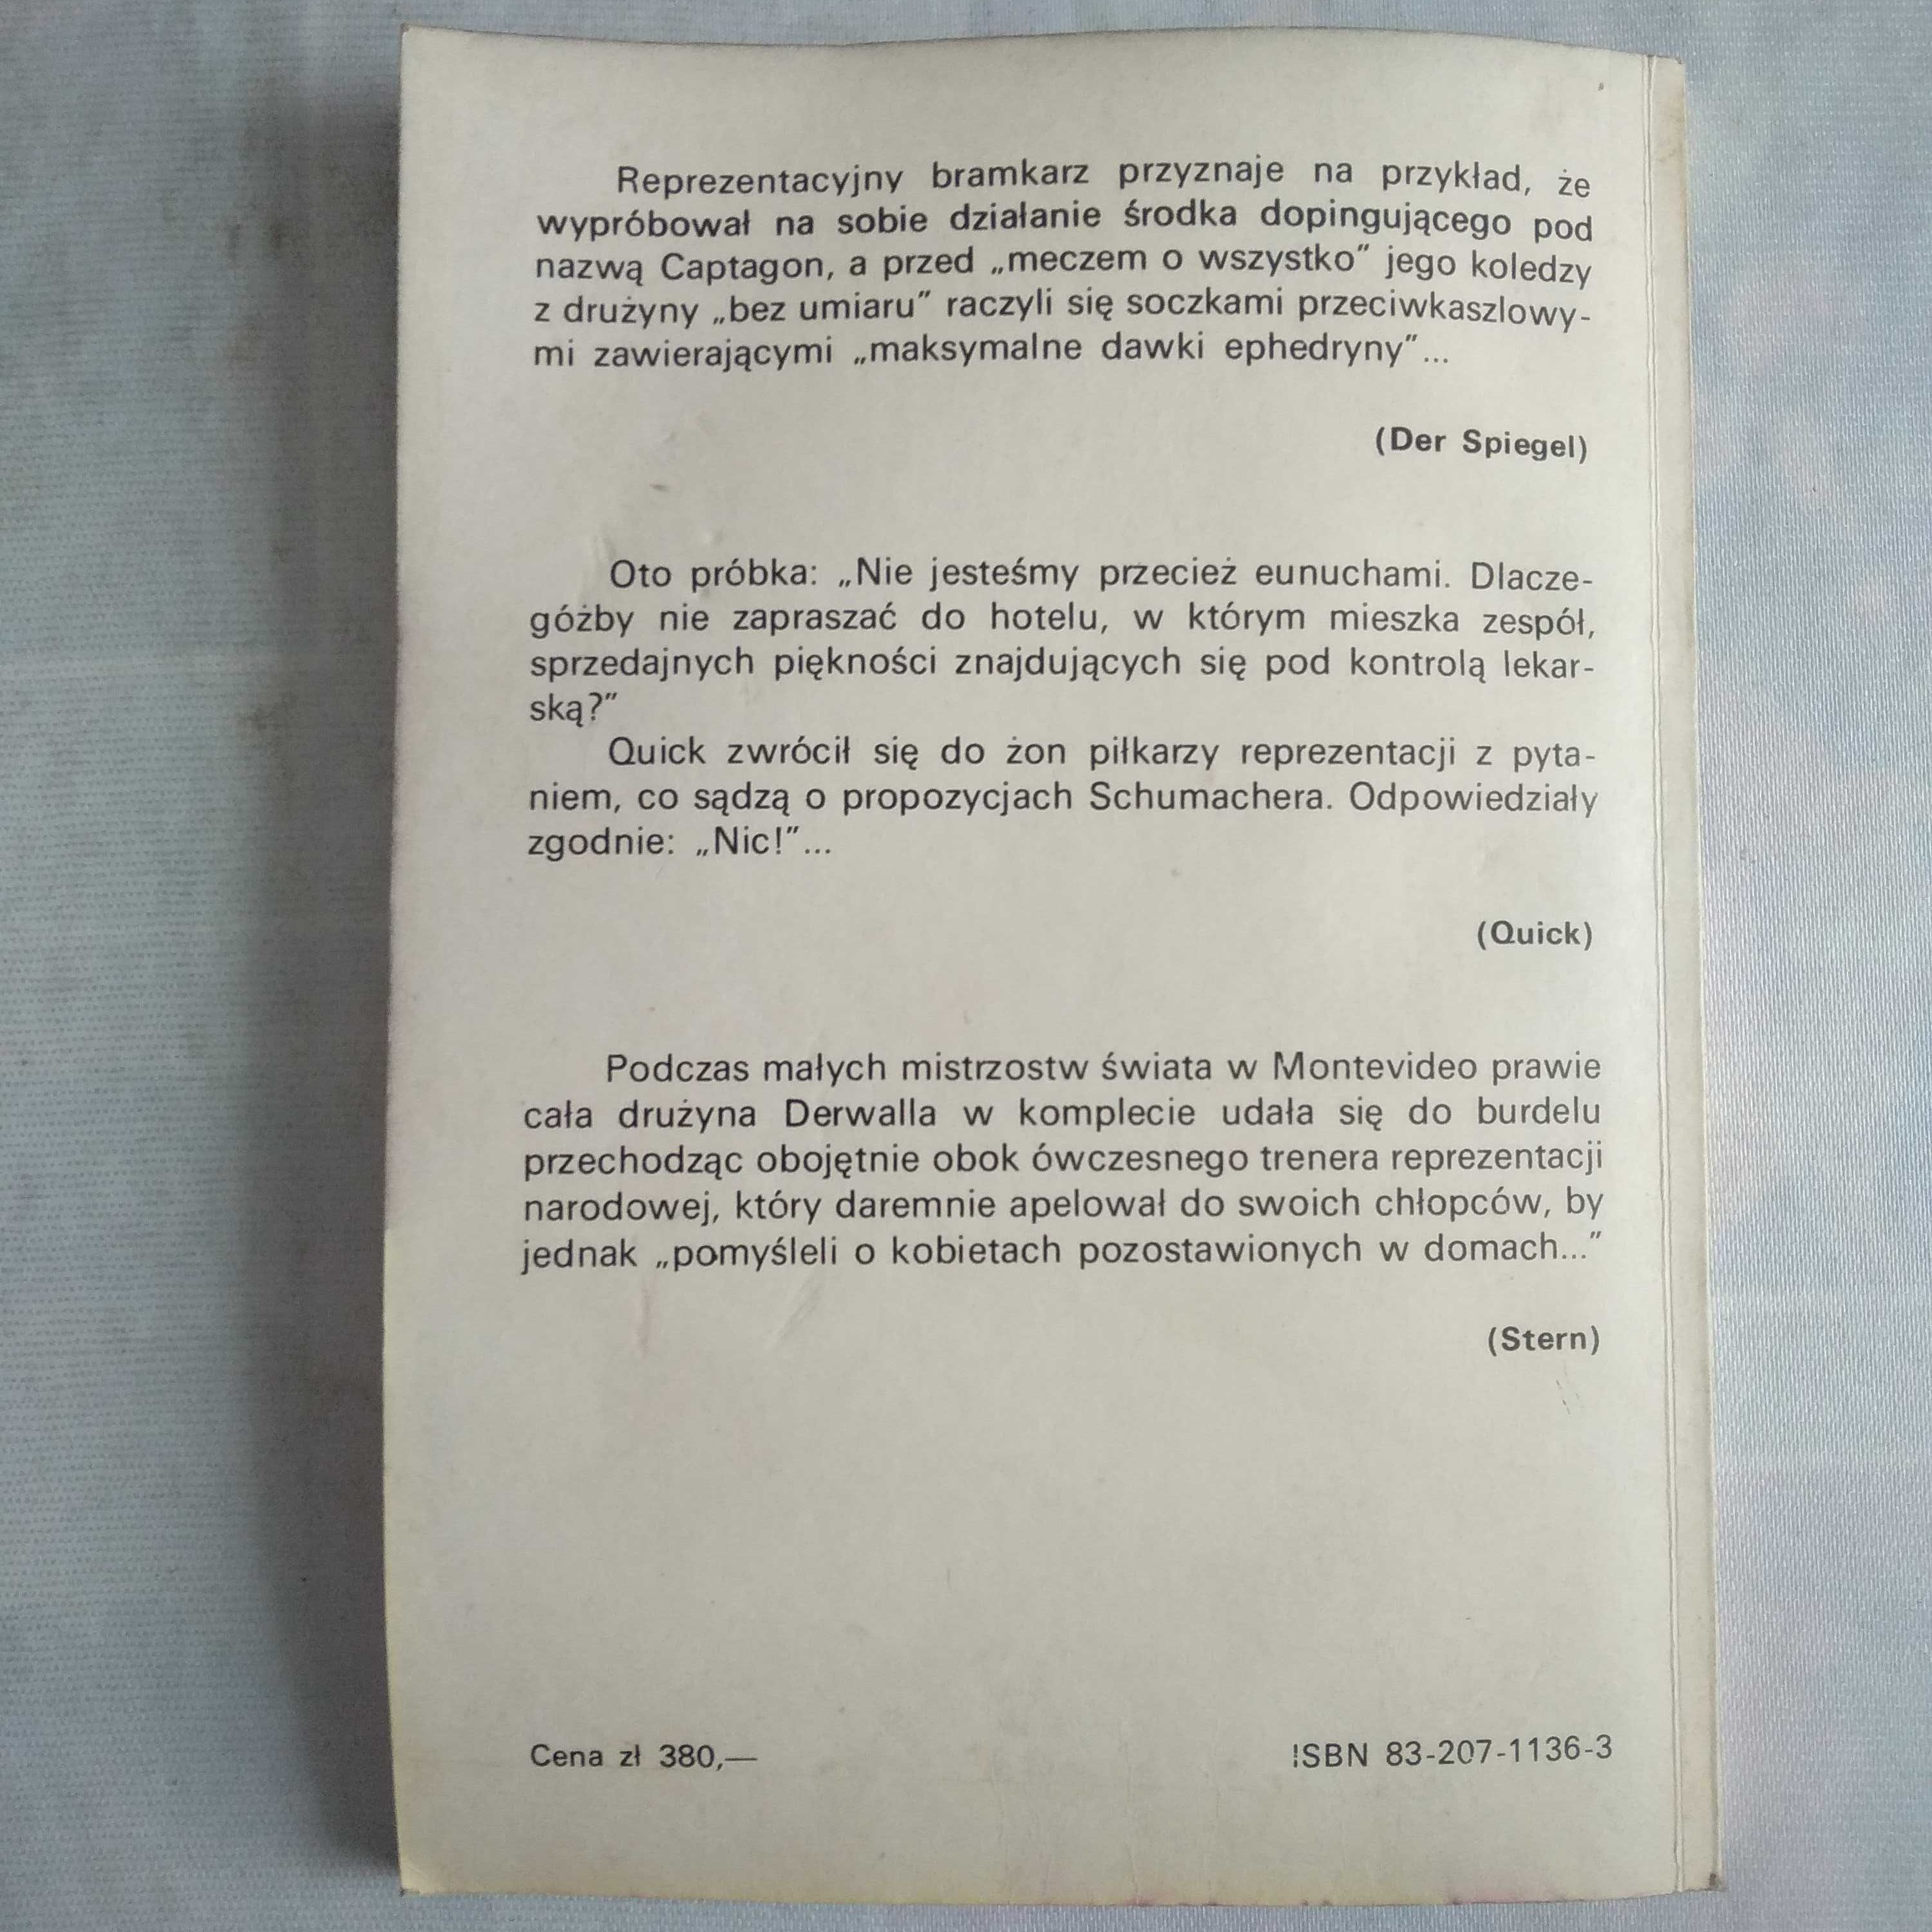 Reprezentacyjny bramkarz przyznaje na przykład, że
wypróbował na sobie działanie środka dopingującego pod
nazwą Captagon, a przed „meczem o wszystko” jego koledzy
z drużyny „bez umiaru” raczyli się soczkami przeciwkaszlowy-
mi zawierającymi „maksymalne dawki ephedryny”...
(Der Spiegel)
Oto próbka: „Nie jesteśmy przecież eunuchami. Dlacze-
góżby nie zapraszać do hotelu, w którym mieszka zespół,
sprzedajnych piękności znajdujących się pod kontrolą lekar-
ską?”
Quick zwrócił się do żon piłkarzy reprezentacji z pyta-
niem, co sądzą o propozycjach Schumachera. Odpowiedziały
zgodnie: „Nic!”...
(Quick)
Podczas małych mistrzostw świata w Montevideo prawie
cała drużyna Derwalla w komplecie udała się do burdelu
przechodząc obojętnie obok ówczesnego trenera reprezentacji
narodowej, który daremnie apelował do swoich chłopców, by
jednak „pomyśleli o kobietach pozostawionych w domach...”
(Stern)
Cena zł 380,—
ISBN 83-207-1136-3